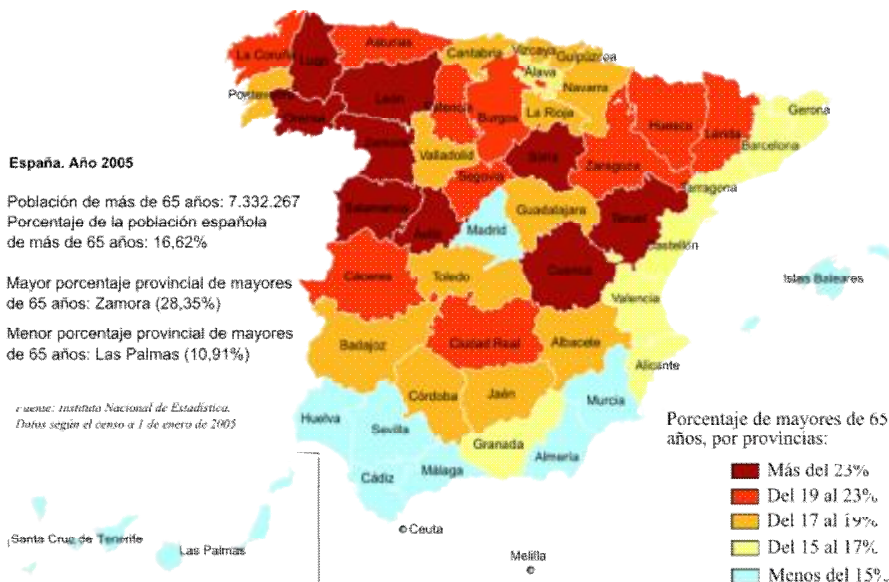 Asturias
La Coruña
Lugo
Cantabria
Vizcaya
Guipúzcoa
Álava
Navarra
Pontevedra
Orense
León
Palencia
Burgos
La Rioja
Huesca
Lérida
Gerona
Barcelona
Zamora
Valladolid
Soria
Zaragoza
Tarragona
Segovia
Salamanca
Ávila
Madrid
Guadalajara
Teruel
Castellón
Cáceres
Toledo
Cuenca
Valencia
Islas Baleares
Badajoz
Ciudad Real
Albacete
Alicante
Córdoba
Jaén
Murcia
Huelva
Sevilla
Granada
Almería
Málaga
Cádiz
Ceuta
Melilla
Santa Cruz de Tenerife
Las Palmas
España. Año 2005
Población de más de 65 años: 7.332.267
Porcentaje de la población española
de más de 65 años: 16,62%
Mayor porcentaje provincial de mayores
de 65 años: Zamora (28,35%)
Menor porcentaje provincial de mayores
de 65 años: Las Palmas (10,91%)
Fuente: Instituto Nacional de Estadística.
Datos según el censo a 1 de enero de 2005
Porcentaje de mayores de 65
años, por provincias:
Más del 23%
Del 19 al 23%
Del 17 al 19%
Del 15 al 17%
Menos del 15%